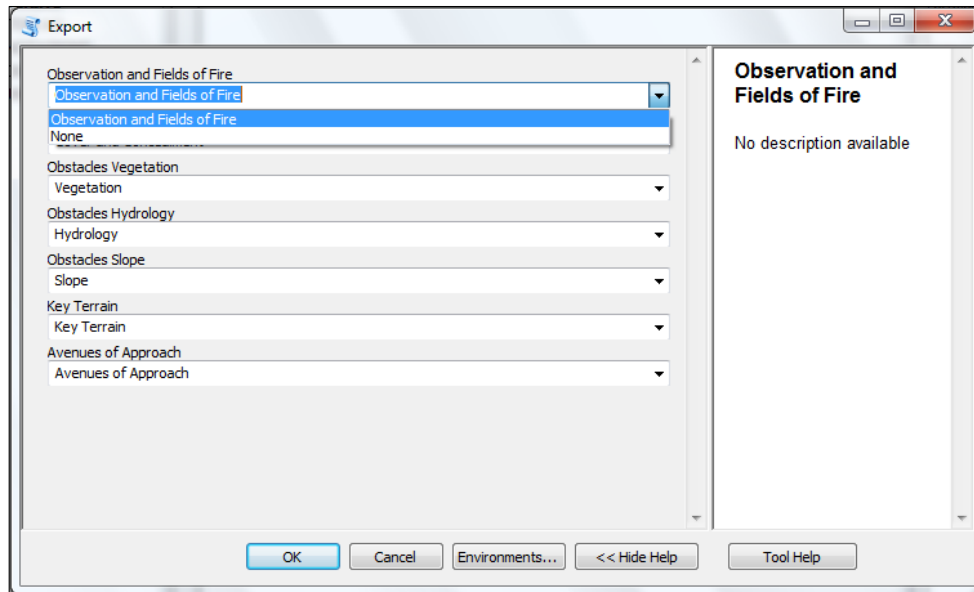 Export
Observation and Fields of Fire
Observation and Fields of Fire
Observation and Fields of Fire
None
Obstacles Vegetation
Vegetation
Obstacles Hydrology
Hydrology
Obstacles Slope
Slope
Key Terrain
Key Terrain
Avenues of Approach
Avenues of Approach
Observation and
Fields of Fire
No description available
OK
Cancel
Environments...
<< Hide Help
Tool Help